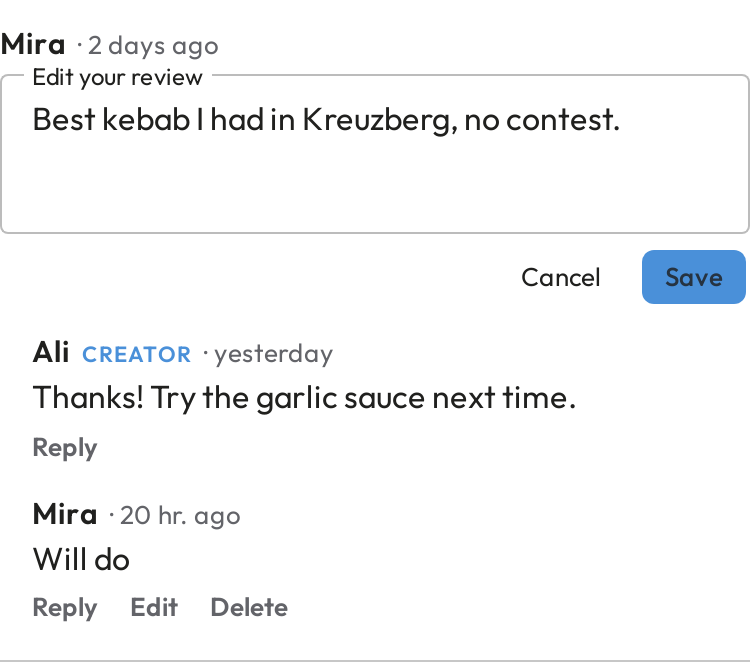 Mira · 2 days ago
Edit your review
Best kebab I had in Kreuzberg, no contest.
Cancel Save
Ali CREATOR · yesterday
Thanks! Try the garlic sauce next time.
Reply
Mira · 20 hr. ago
Will do
Reply Edit Delete